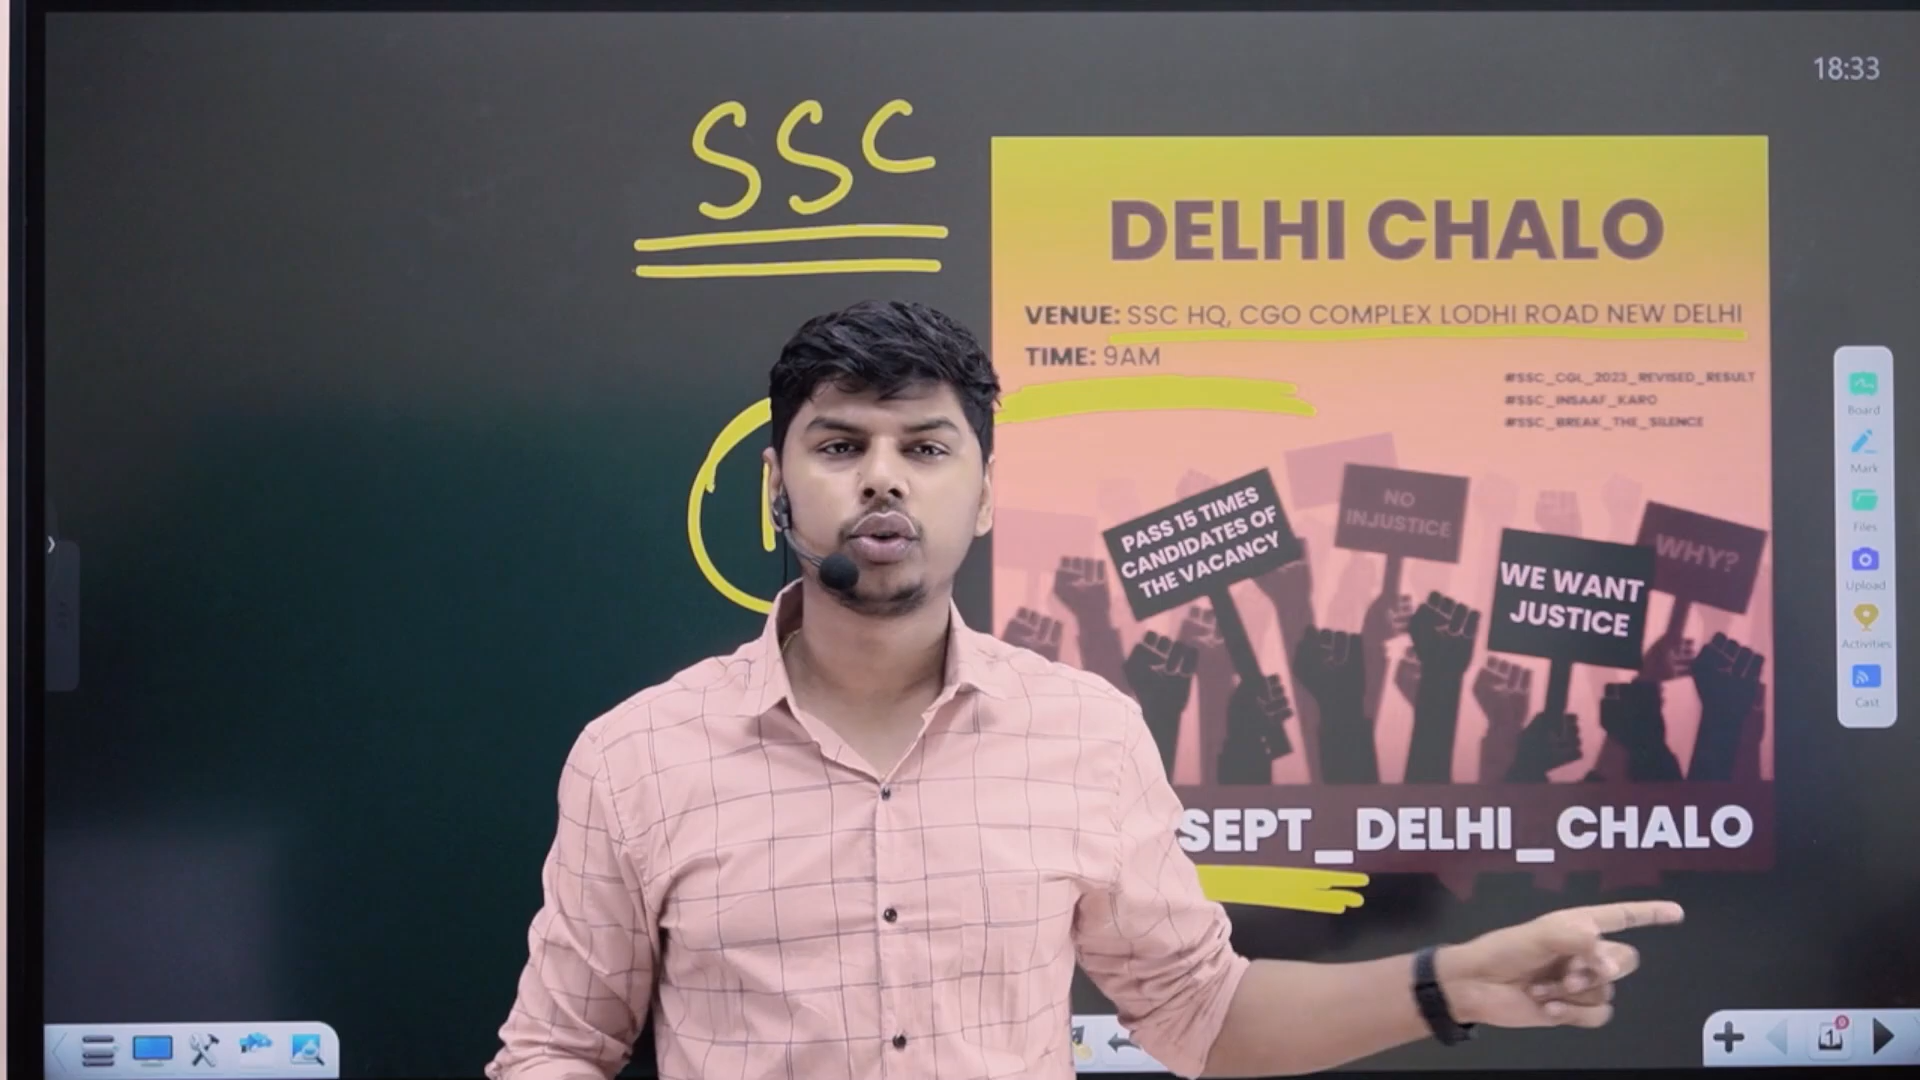 18:33
SSC
DELHI CHALO
VENUE: SSC HQ, CGO COMPLEX LODHI ROAD NEW DELHI
TIME: 9AM
#SSC_CGL_2023_REVISED_RESULT
#SSC_INSAAF_KARO
#SSC_BREAK_THE_SILENCE
PASS 15 TIMES
CANDIDATES OF
THE VACANCY
NO
INJUSTICE
WE WANT
JUSTICE
WHY?
SEPT_DELHI_CHALO
Board
Mark
Files
Upload
Activities
Cast
1